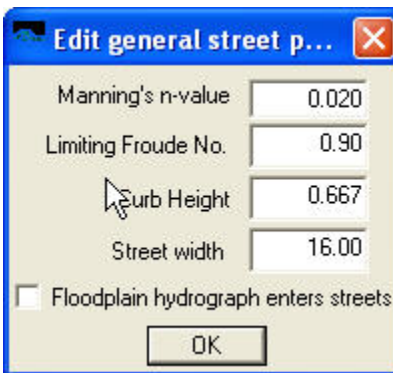 Edit general street p...
Manning's n-value 0.020
Limiting Froude No. 0.90
Curb Height 0.667
Street width 16.00
Floodplain hydrograph enters streets
OK